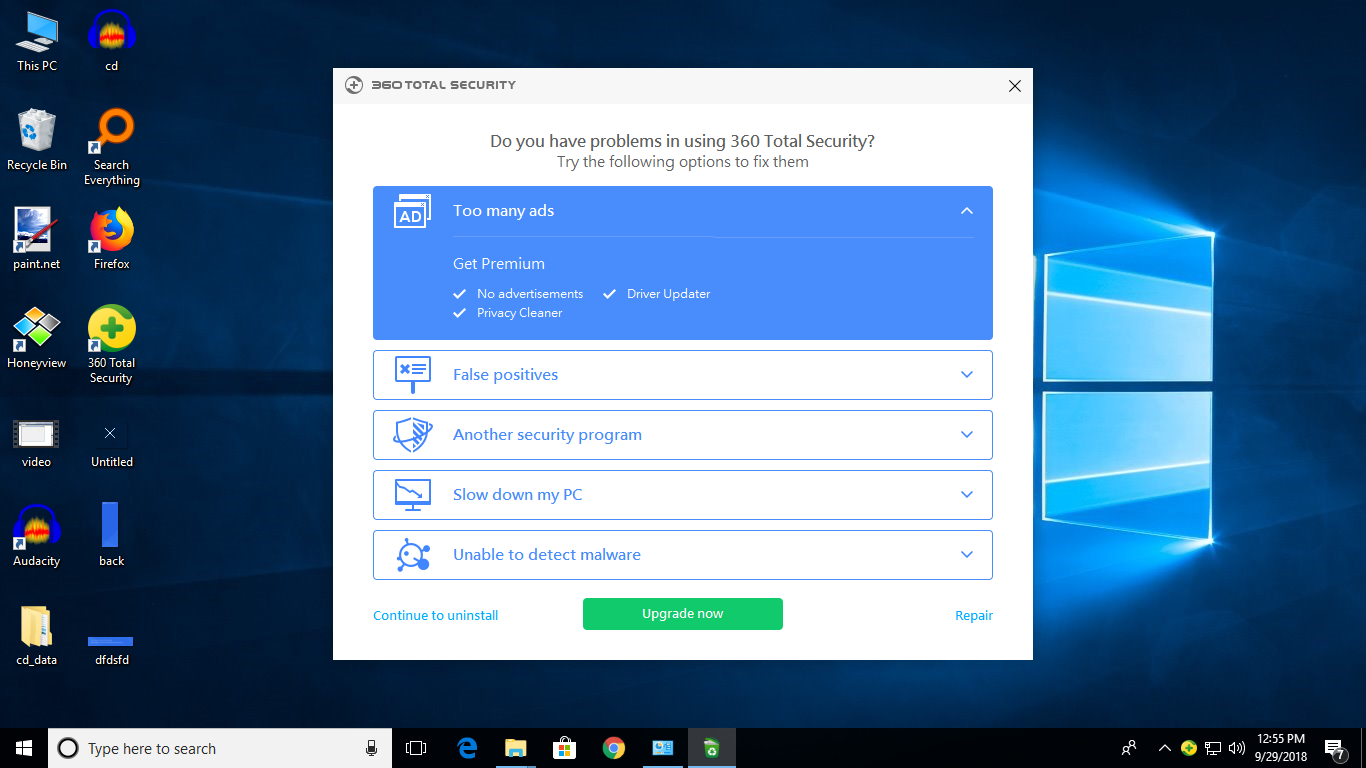 This PC
cd
Recycle Bin
Search
Everything
paint.net
Firefox
Honeyview
360 Total
Security
video
Untitled
Audacity
back
cd_data
dfdsfd
360 TOTAL SECURITY
Do you have problems in using 360 Total Security?
Try the following options to fix them
AD
Too many ads
Get Premium
No advertisements
Driver Updater
Privacy Cleaner
False positives
Another security program
Slow down my PC
Unable to detect malware
Continue to uninstall
Upgrade now
Repair
Type here to search
12:55 PM
9/29/2018
7